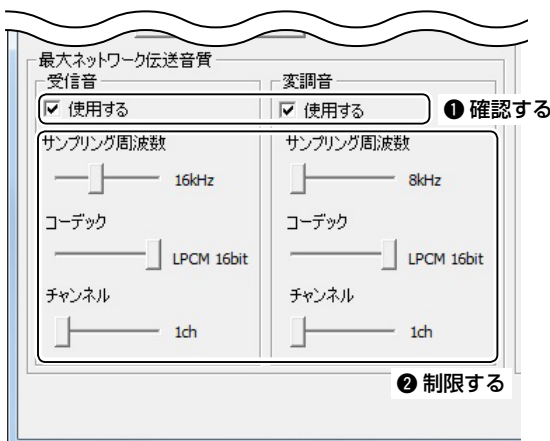 最大ネットワーク伝送音質
受信音
使用する
サンプリング周波数
16kHz
コーデック
LPCM 16bit
チャンネル
1ch
変調音
使用する
サンプリング周波数
8kHz
コーデック
LPCM 16bit
チャンネル
1ch
❶ 確認する
❷ 制限する